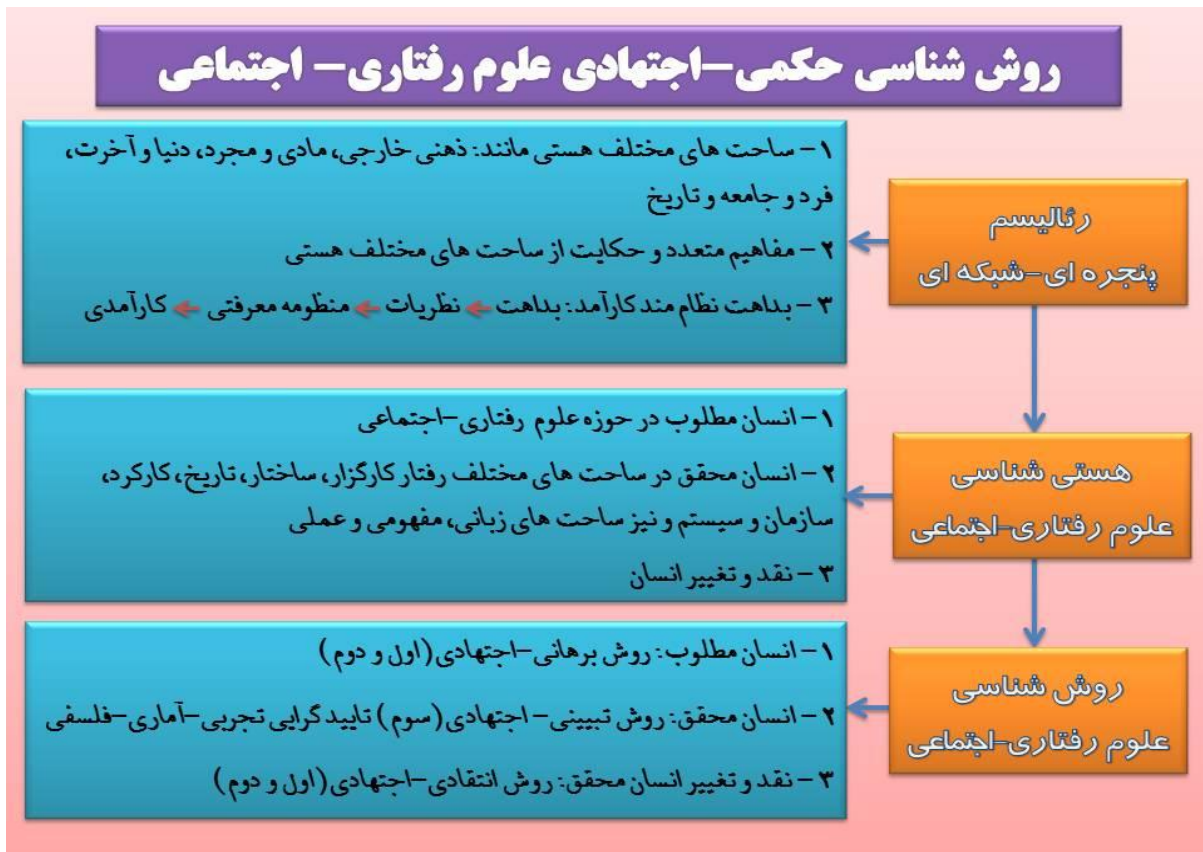 روش شناسی حکمی-اجتهادی علوم رفتاری- اجتماعی
رئالیسم
پنجره ای-شبکه ای
۱- ساحت های مختلف هستی مانند: ذهنی خارجی، مادی و مجرد، دنیا و آخرت،
فرد و جامعه و تاریخ
۲- مفاهیم متعدد و حکایت از ساحت های مختلف هستی
۳- بداهت نظام مند کارآمد: بداهت ← نظریات ← منظومه معرفتی ← کارآمدی
هستی شناسی
علوم رفتاری-اجتماعی
۱- انسان مطلوب در حوزه علوم رفتاری-اجتماعی
۲- انسان محقق در ساحت های مختلف رفتار کارگزار، ساختار، تاریخ، کارکرد،
سازمان و سیستم و نیز ساحت های زبانی، مفهومی و عملی
۳- نقد و تغییر انسان
روش شناسی
علوم رفتاری-اجتماعی
۱- انسان مطلوب: روش برهانی-اجتهادی(اول و دوم)
۲- انسان محقق: روش تبیینی- اجتهادی(سوم) تایید گرایی تجربی-آماری-فلسفی
۳- نقد و تغییر انسان محقق: روش انتقادی-اجتهادی(اول و دوم)